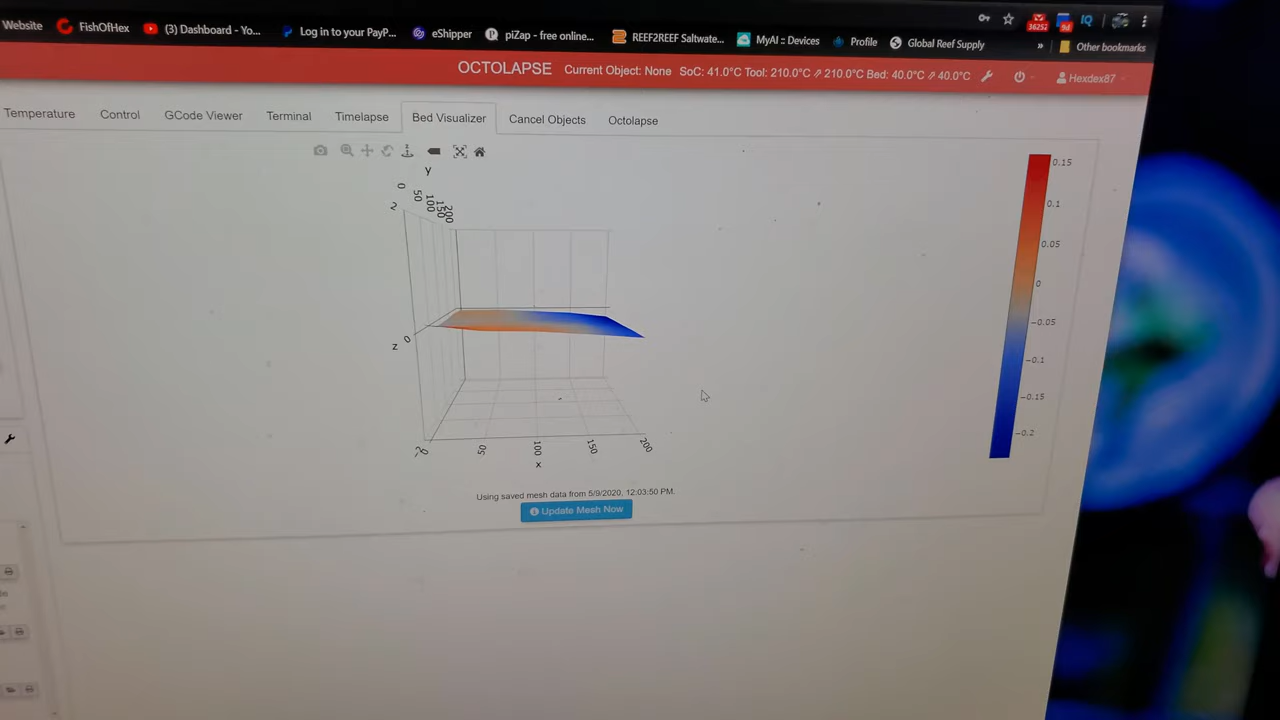 Website FishOfHex (3) Dashboard - Yo... Log in to your PayP... eShipper piZap - free online... REEF2REEF Saltwate... MyAI :: Devices Profile Global Reef Supply » Other bookmarks
IQ
9d
OCTOLAPSE Current Object: None SoC: 41.0°C Tool: 210.0°C ⇗ 210.0°C Bed: 40.0°C ⇗ 40.0°C Hexdex87
Temperature Control GCode Viewer Terminal Timelapse Bed Visualizer Cancel Objects Octolapse
y
0
50
100
150
200
2
0
z
50
100
150
200
x
0.15
0.1
0.05
0
−0.05
−0.1
−0.15
−0.2
Using saved mesh data from 5/9/2020, 12:03:50 PM.
Update Mesh Now